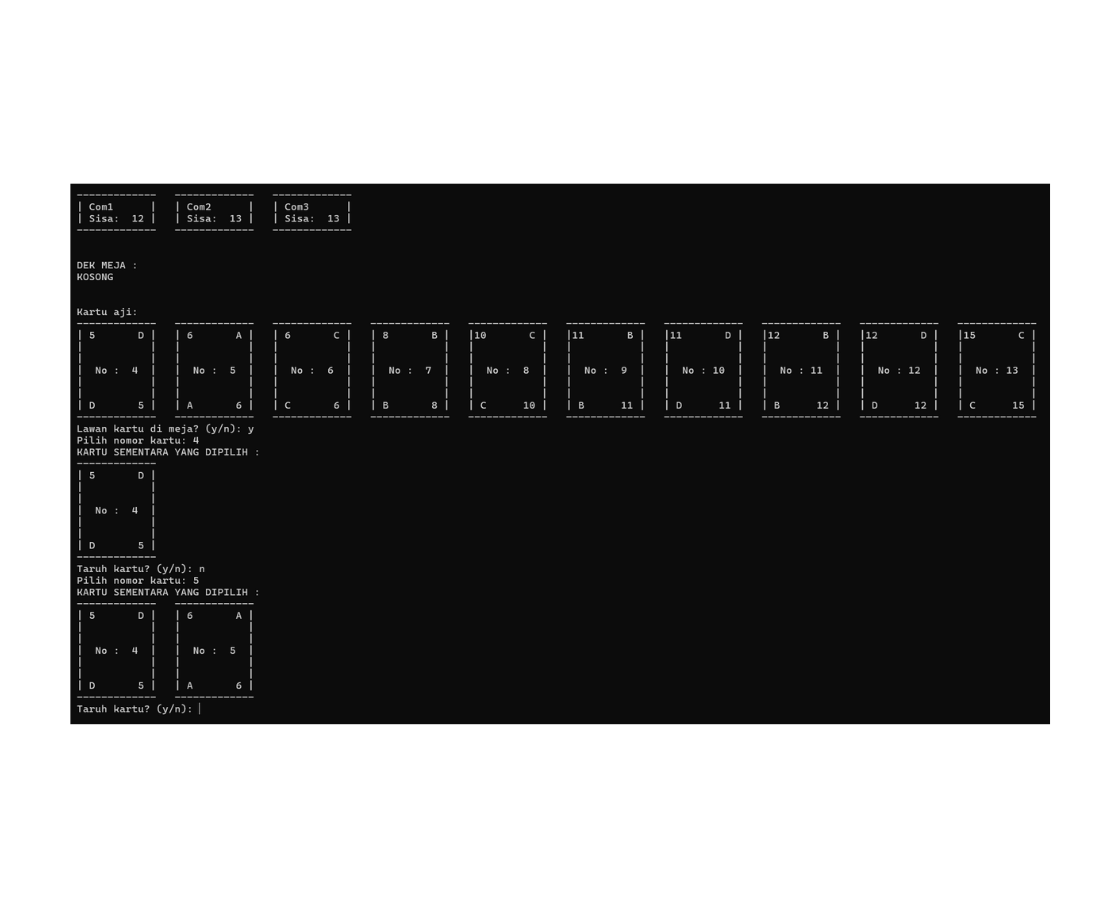 -------------   -------------   -------------
| Com1      |   | Com2      |   | Com3      |
| Sisa:  12 |   | Sisa:  13 |   | Sisa:  13 |
-------------   -------------   -------------
DEK MEJA :
KOSONG
Kartu aji:
-------------   -------------   -------------   -------------   -------------   -------------   -------------   -------------   -------------   -------------
| 5       D |   | 6       A |   | 6       C |   | 8       B |   |10       C |   |11       B |   |11       D |   |12       B |   |12       D |   |15       C |
|           |   |           |   |           |   |           |   |           |   |           |   |           |   |           |   |           |   |           |
|           |   |           |   |           |   |           |   |           |   |           |   |           |   |           |   |           |   |           |
|  No :  4  |   |  No :  5  |   |  No :  6  |   |  No :  7  |   |  No :  8  |   |  No :  9  |   |  No : 10  |   |  No : 11  |   |  No : 12  |   |  No : 13  |
|           |   |           |   |           |   |           |   |           |   |           |   |           |   |           |   |           |   |           |
|           |   |           |   |           |   |           |   |           |   |           |   |           |   |           |   |           |   |           |
| D       5 |   | A       6 |   | C       6 |   | B       8 |   | C      10 |   | B      11 |   | D      11 |   | B      12 |   | D      12 |   | C      15 |
-------------   -------------   -------------   -------------   -------------   -------------   -------------   -------------   -------------   -------------
Lawan kartu di meja? (y/n): y
Pilih nomor kartu: 4
KARTU SEMENTARA YANG DIPILIH :
-------------
| 5       D |
|           |
|           |
|  No :  4  |
|           |
|           |
| D       5 |
-------------
Taruh kartu? (y/n): n
Pilih nomor kartu: 5
KARTU SEMENTARA YANG DIPILIH :
-------------   -------------
| 5       D |   | 6       A |
|           |   |           |
|           |   |           |
|  No :  4  |   |  No :  5  |
|           |   |           |
|           |   |           |
| D       5 |   | A       6 |
-------------   -------------
Taruh kartu? (y/n):